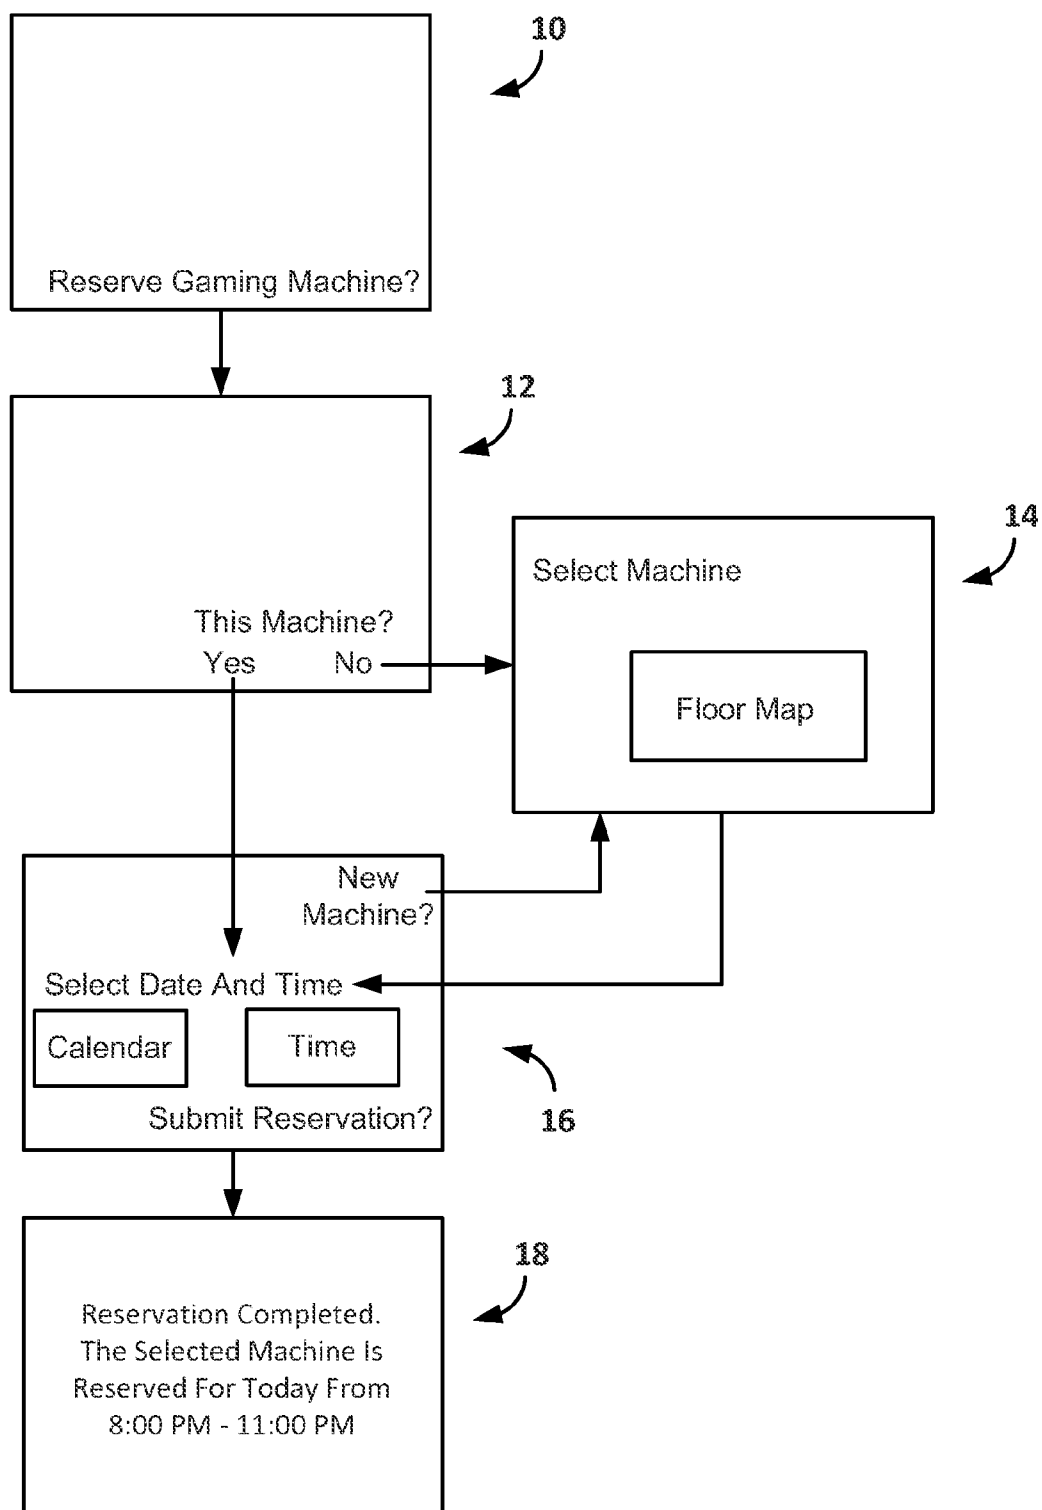 10
Reserve Gaming Machine?
12
This Machine?
Yes No
14
Select Machine
Floor Map
New
Machine?
Select Date And Time
Calendar
Time
Submit Reservation?
16
18
Reservation Completed.
The Selected Machine Is
Reserved For Today From
8:00 PM - 11:00 PM